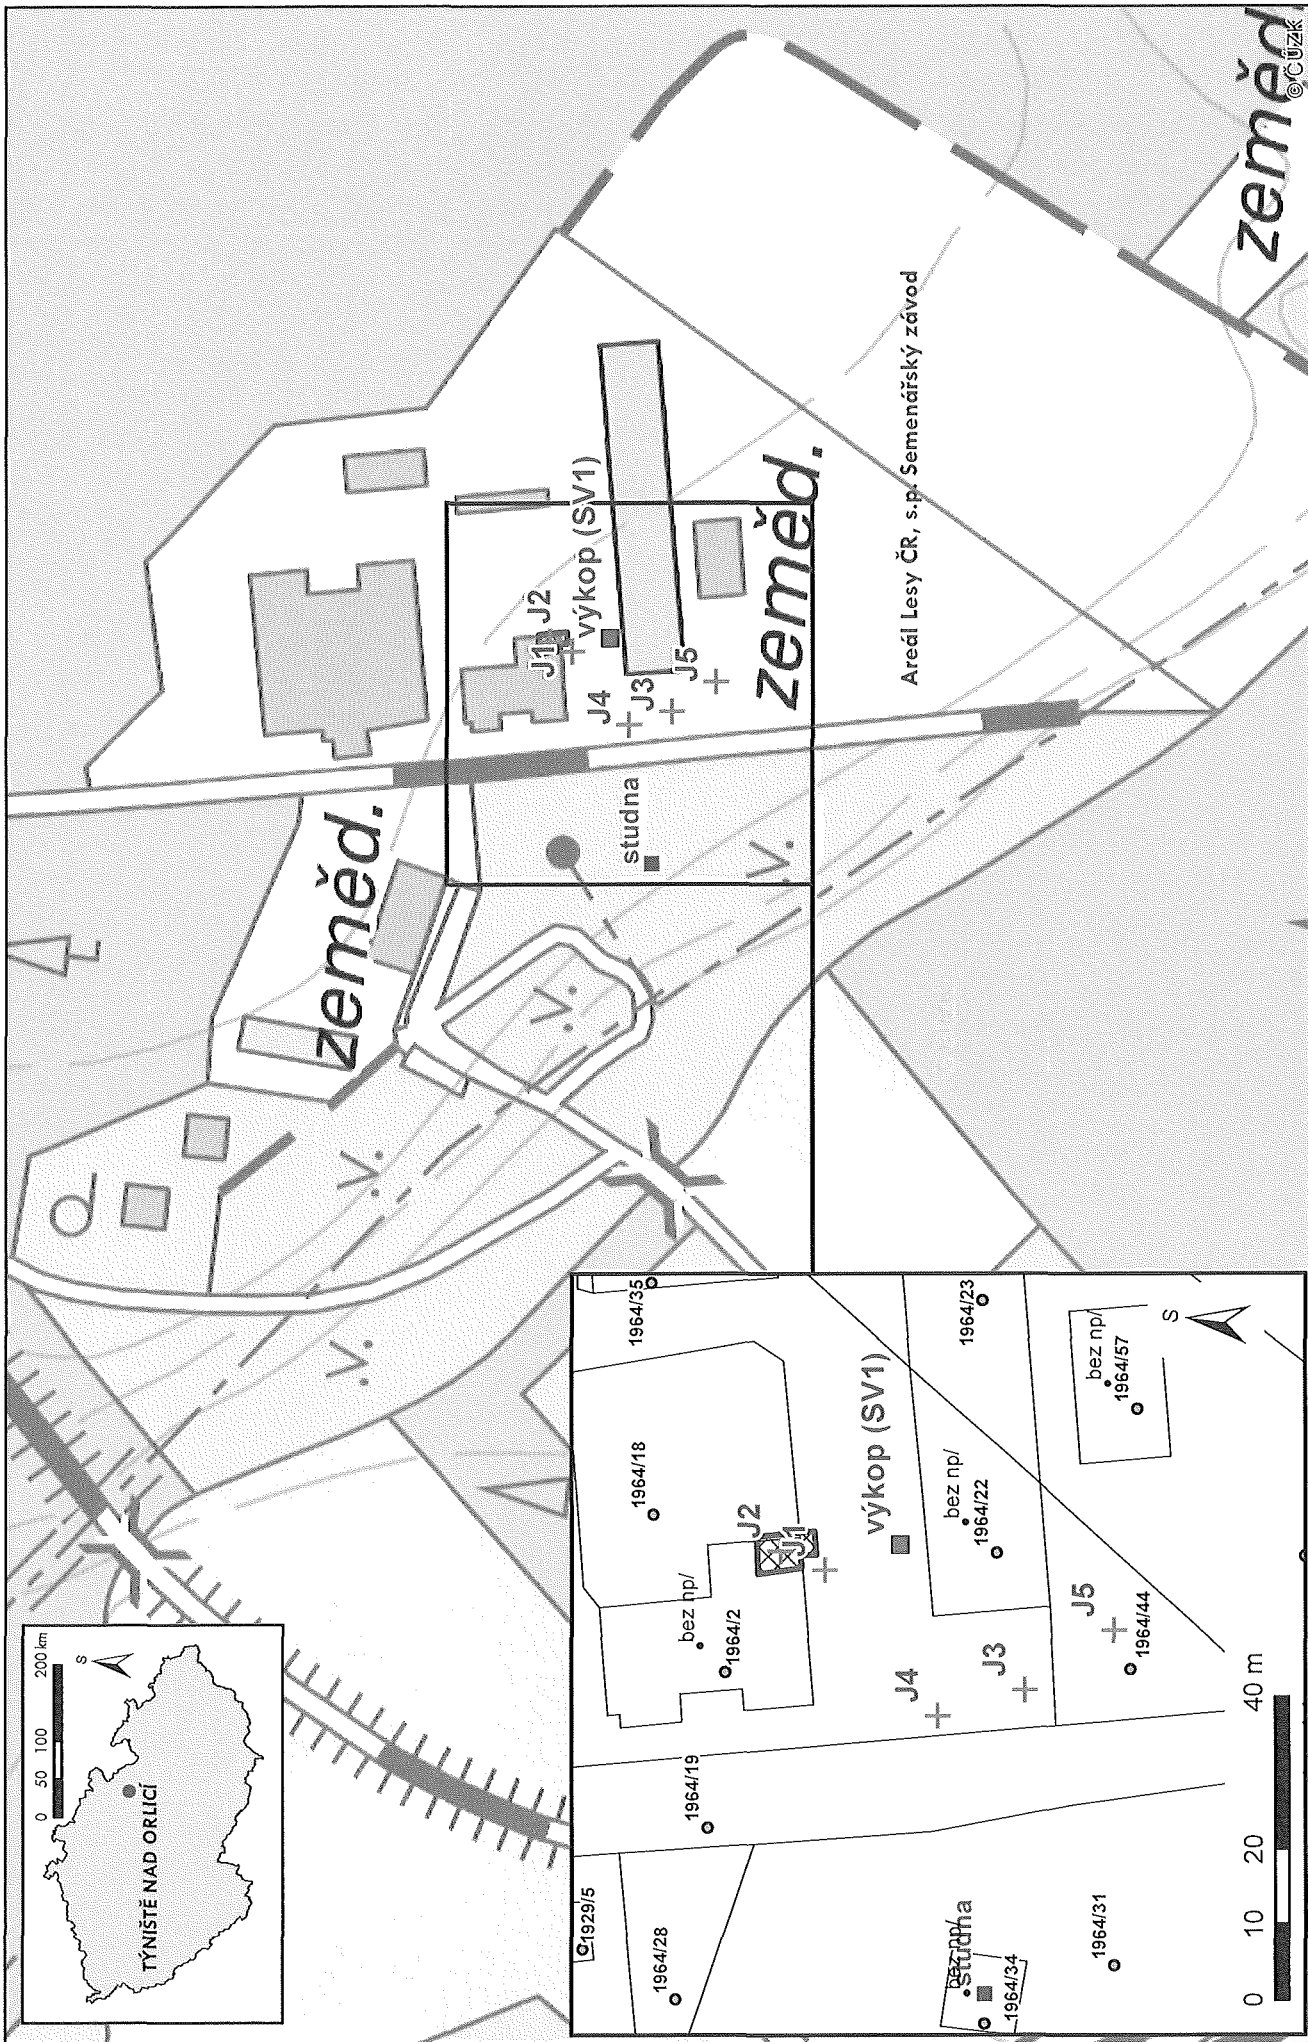 0 50 100 200 km
S
TÝNIŠTĚ NAD ORLICÍ
zeměd.
studna
J4
J3
J5
J1
J2
výkop (SV1)
zeměd.
Areál Lesy ČR, s.p. Semenářský závod
zeměd.
© ČÚZK
V.
V.
V.
V.
1929/5
1964/28
1964/19
bez np/
1964/2
1964/18
1964/35
J2
J1
výkop (SV1)
J4
J3
J5
bez np/
1964/22
1964/23
bez np/
1964/57
1964/44
bez np/
studna
1964/34
1964/31
S
0 10 20 40 m